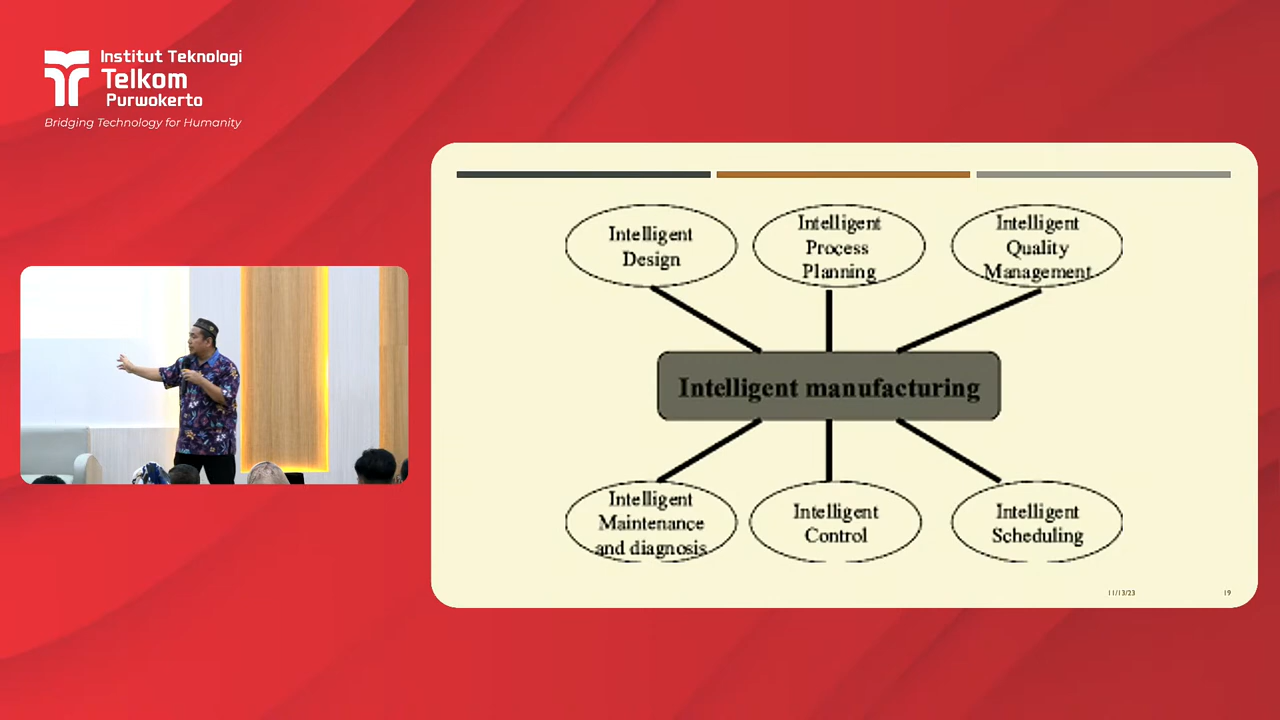 Institut Teknologi
Telkom
Purwokerto
Bridging Technology for Humanity
Intelligent
Design
Intelligent
Process
Planning
Intelligent
Quality
Management
Intelligent manufacturing
Intelligent
Maintenance
and diagnosis
Intelligent
Control
Intelligent
Scheduling
11/13/23
19